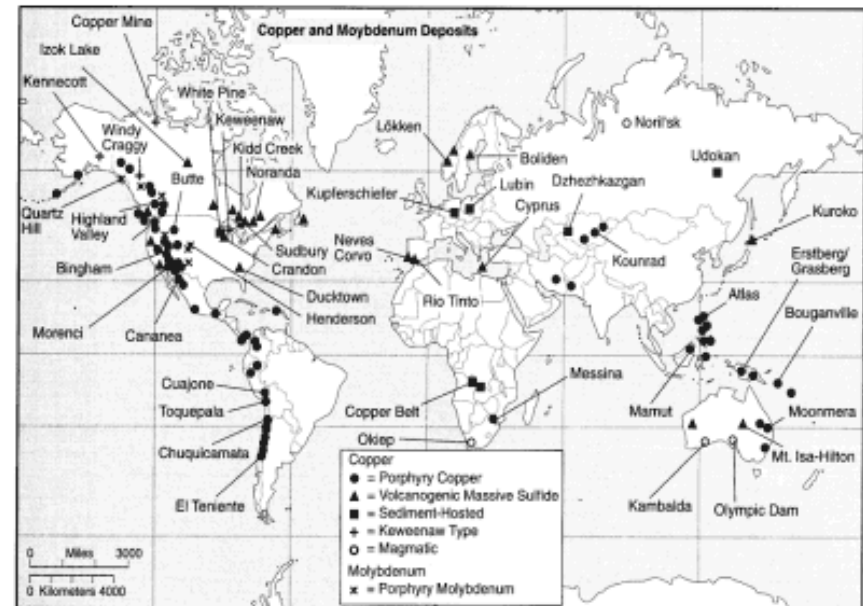 Copper and Moybdenum Deposits
Copper Mine
Izok Lake
Kennecott
White Pine
Keweenaw
Windy
Craggy
Kidd Creek
Noranda
Butte
Lökken
Boliden
Noril'sk
Udokan
Kupferschiefer
Lubin
Dzhezhkazgan
Cyprus
Quartz
Hill
Highland
Valley
Kuroko
Bingham
Sudbury
Crandon
Neves
Corvo
Kounrad
Erstberg/
Grasberg
Ducktown
Rio Tinto
Atlas
Morenci
Henderson
Bouganville
Cananea
Cuajone
Messina
Toquepala
Copper Belt
Mamut
Moonmera
Chuquicamata
Okiep
Mt. Isa-Hilton
El Teniente
Kambalda
Olympic Dam
Copper
● = Porphyry Copper
▲ = Volcanogenic Massive Sulfide
■ = Sediment-Hosted
+ = Keweenaw Type
○ = Magmatic
Molybdenum
× = Porphyry Molybdenum
0 Miles 3000
0 Kilometers 4000